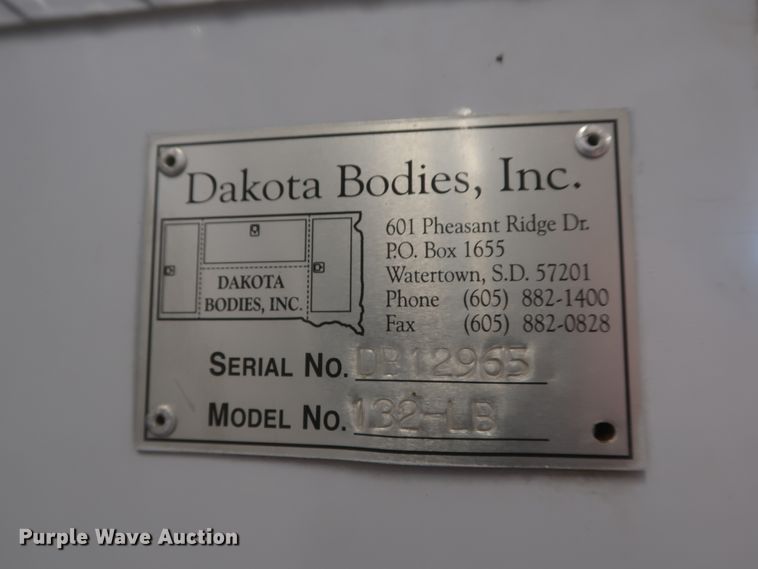 Dakota Bodies, Inc.
DAKOTA
BODIES, INC.
601 Pheasant Ridge Dr.
P.O. Box 1655
Watertown, S.D. 57201
Phone (605) 882-1400
Fax (605) 882-0828
SERIAL NO. DB12965
MODEL NO. 132-LB
Purple Wave Auction